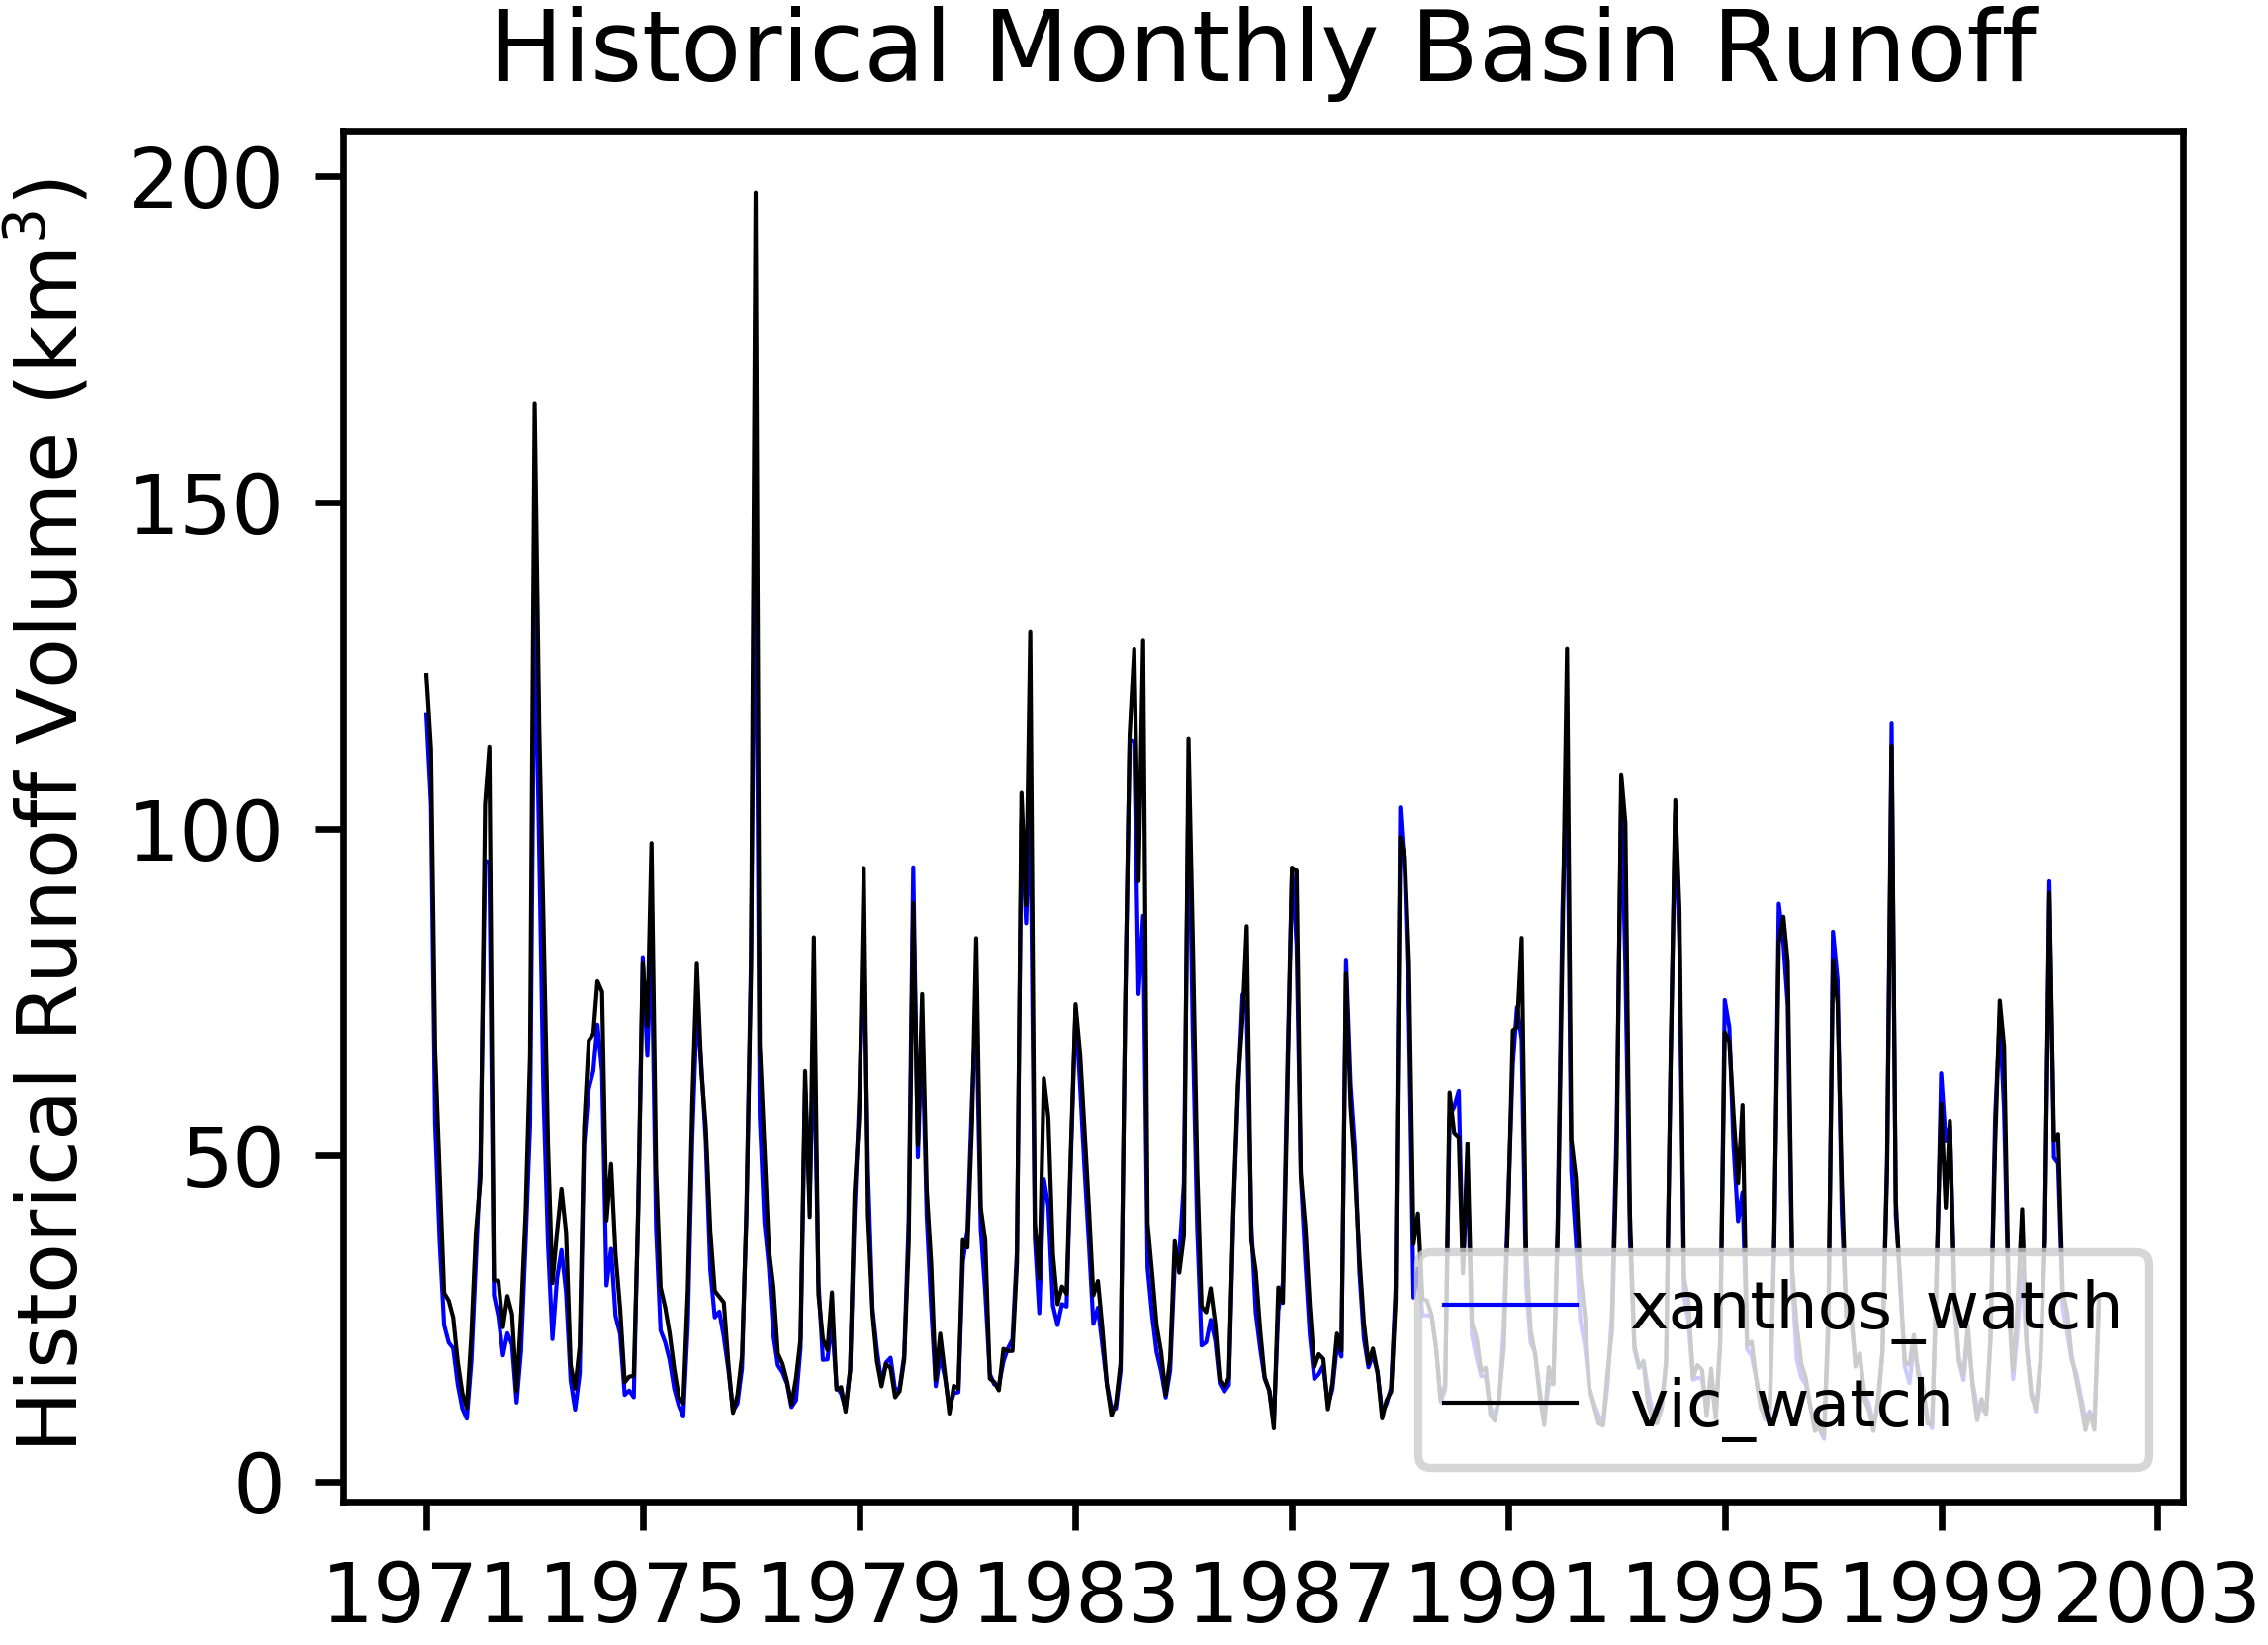 Historical Monthly Basin Runoff
Historical Runoff Volume (km³)
200
150
100
50
0
xanthos_watch
vic_watch
1971 1975 1979 1983 1987 1991 1995 1999 2003